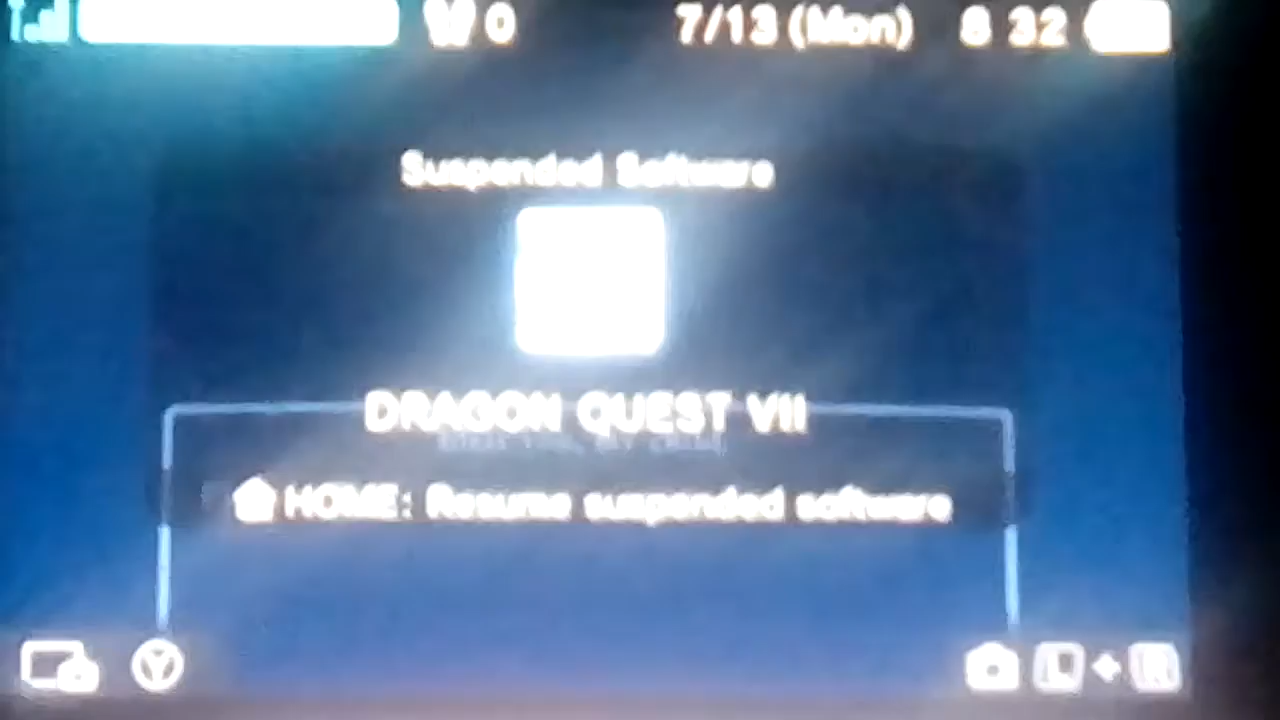 0 7/13 (Mon) 8 32
Suspended Software
DRAGON QUEST VII
HOME: Resume suspended software
Y L + R